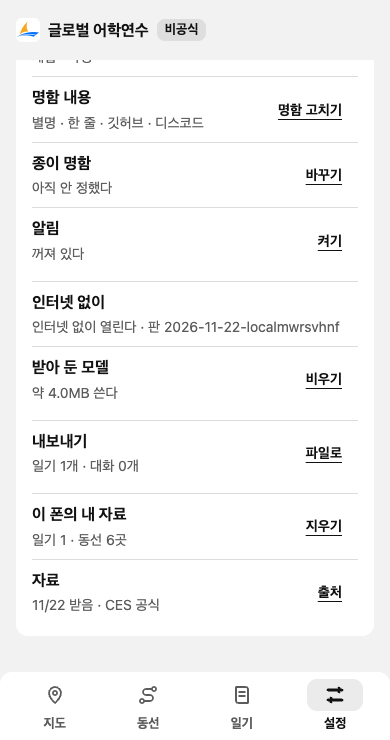 글로벌 어학연수 비공식
명함 내용
명함 고치기
별명 · 한 줄 · 깃허브 · 디스코드
종이 명함
바꾸기
아직 안 정했다
알림
켜기
꺼져 있다
인터넷 없이
인터넷 없이 열린다 · 판 2026-11-22-localmwrsvhnf
받아 둔 모델
비우기
약 4.0MB 쓴다
내보내기
파일로
일기 1개 · 대화 0개
이 폰의 내 자료
지우기
일기 1 · 동선 6곳
자료
출처
11/22 받음 · CES 공식
지도 동선 일기 설정